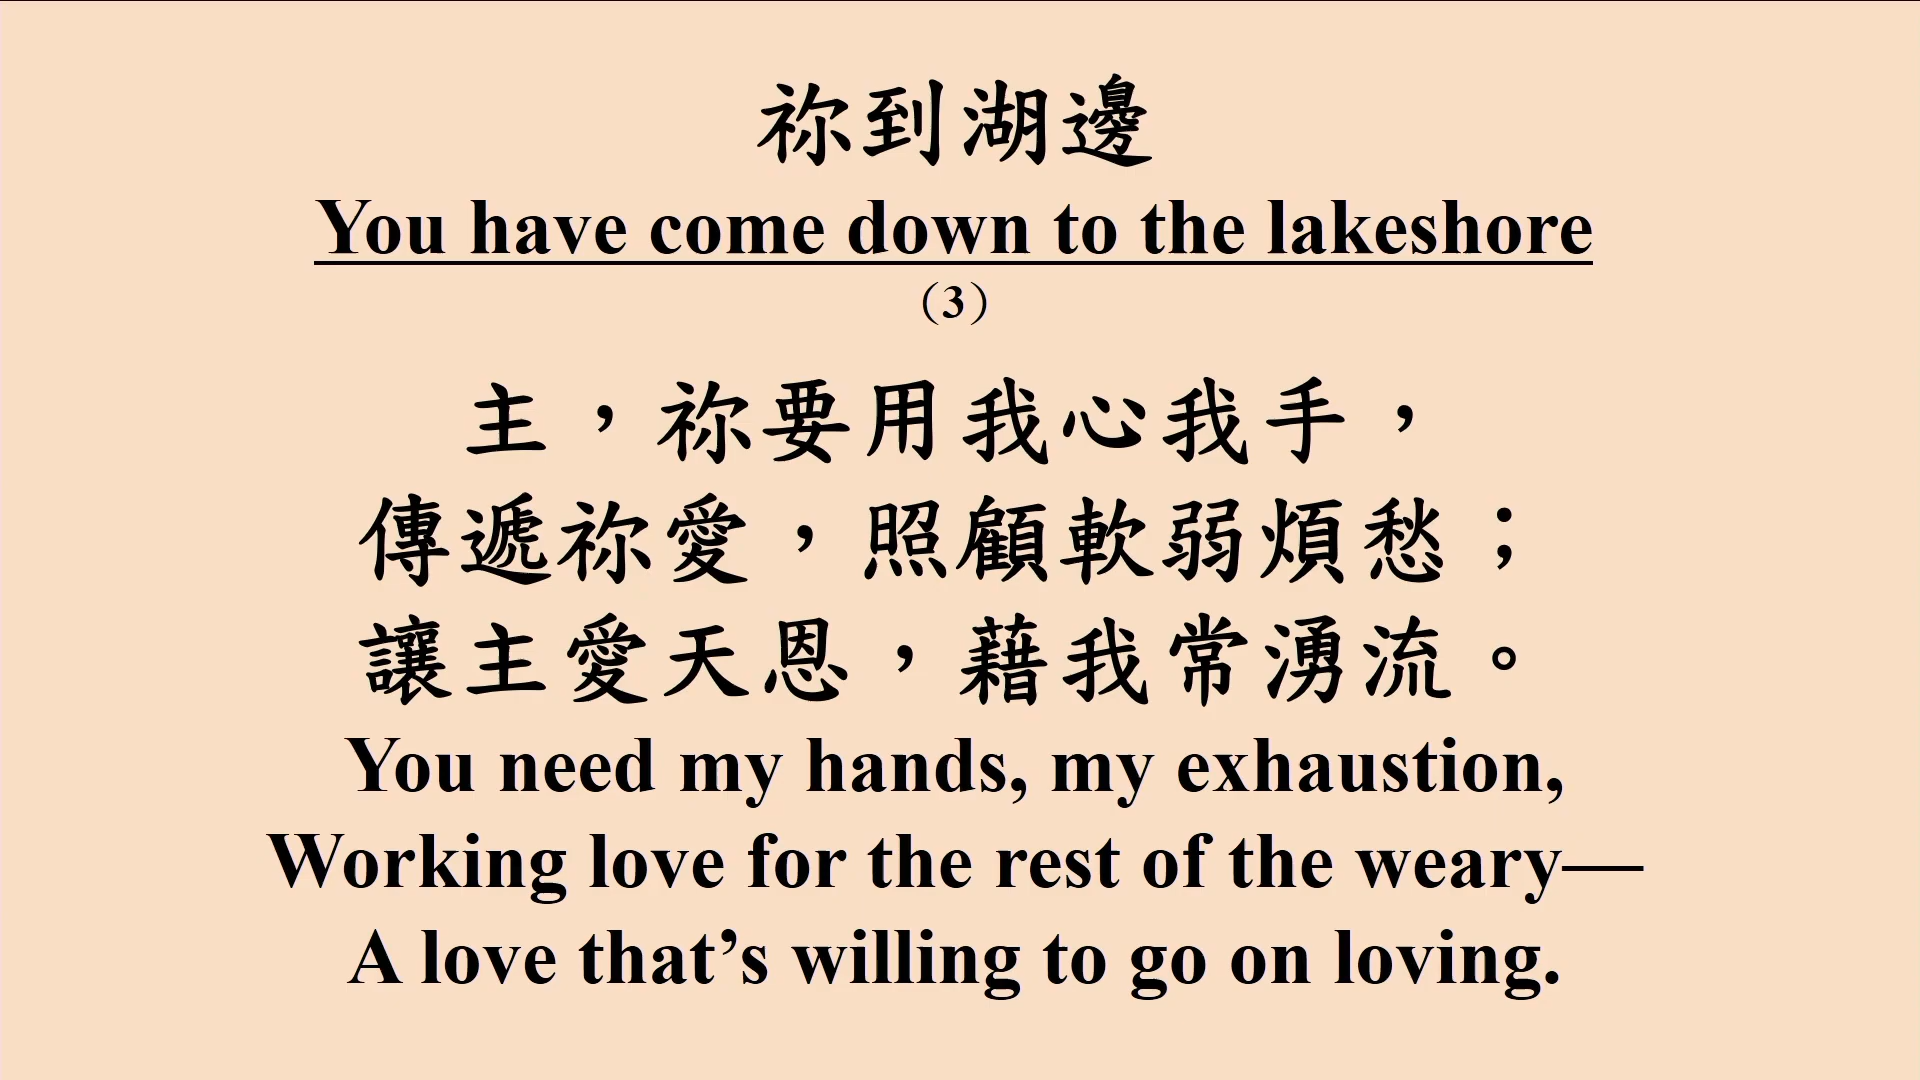 祢到湖邊
You have come down to the lakeshore
（3）
主，祢要用我心我手，
傳遞祢愛，照顧軟弱煩愁；
讓主愛天恩，藉我常湧流。
You need my hands, my exhaustion,
Working love for the rest of the weary—
A love that’s willing to go on loving.